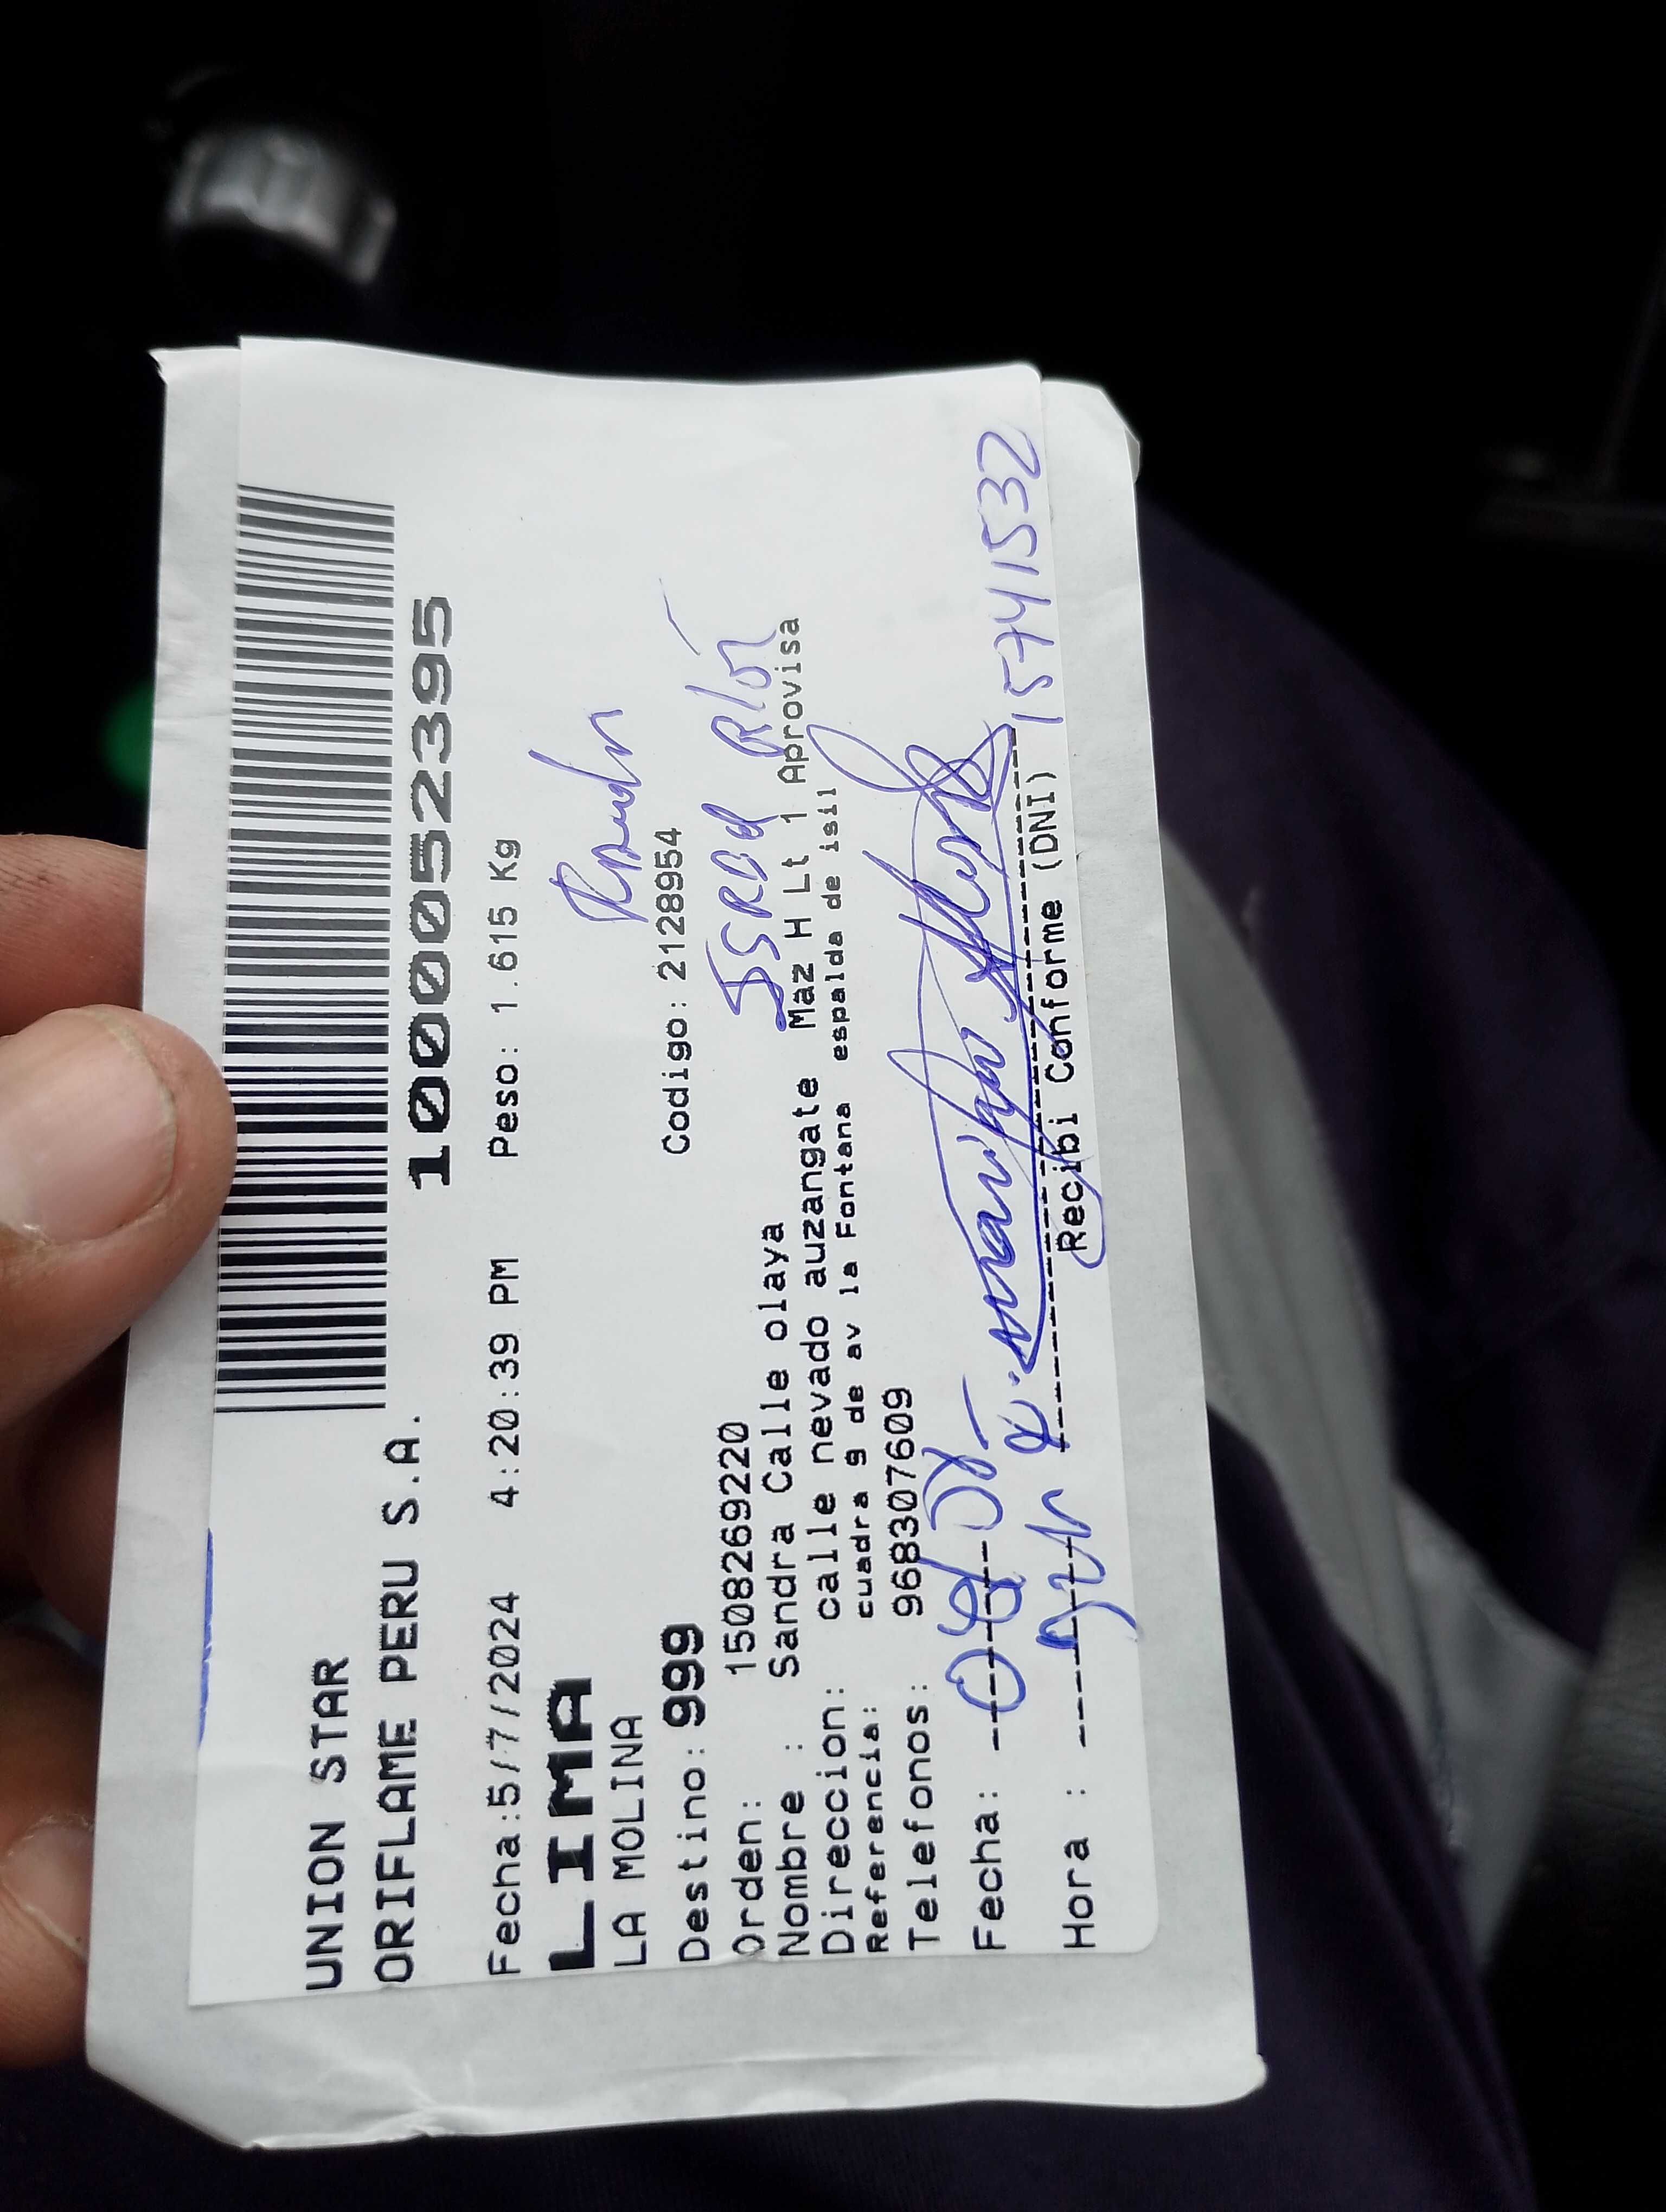 1000052395
UNION STAR
ORIFLAME PERU S.A.
Fecha:5/7/2024 4:20:39 PM Peso: 1.615 Kg
LIMA
LA MOLINA
Destino: 999 Codigo: 2128954
Orden: 1508269220
Nombre : Sandra Calle olaya
Direccion: calle nevado auzangate Maz H Lt 1 Aprovisa
Referencia: cuadra 9 de av la Fontana espalda de isil
Telefonos: 968307609
Fecha:
15741532
Hora :
Recibi Conforme (DNI)